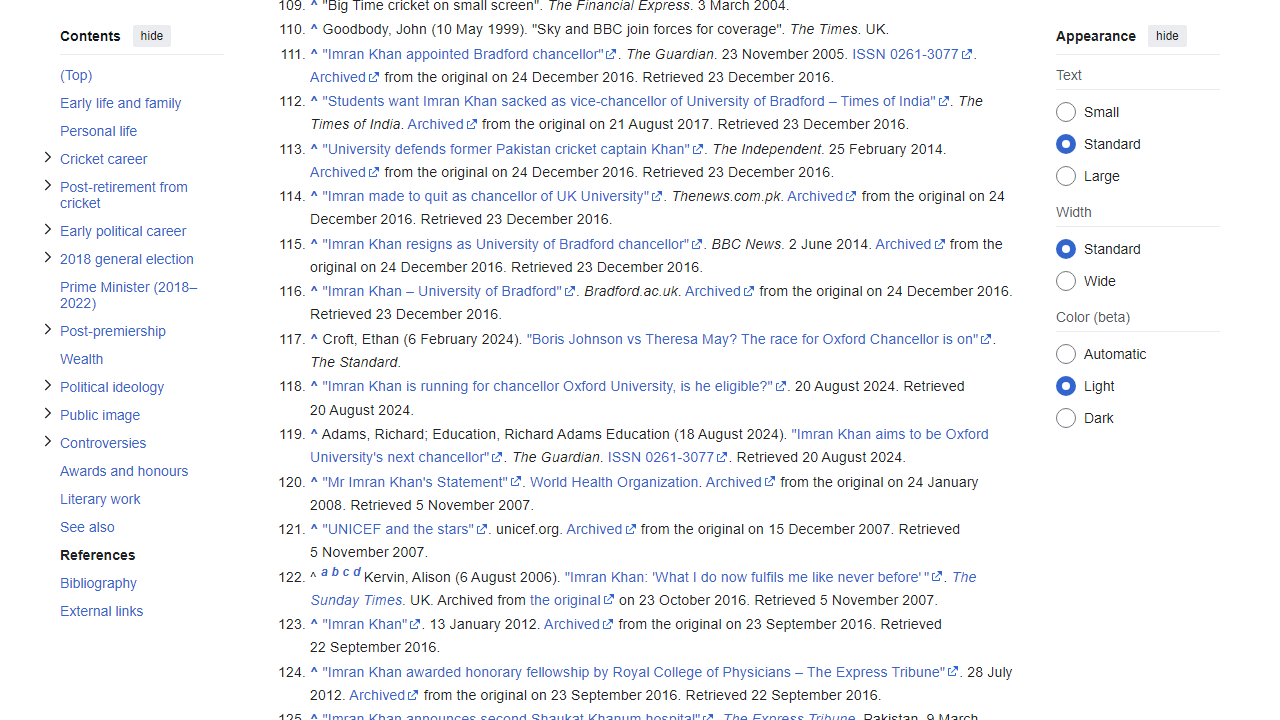 Contents hide
(Top)
Early life and family
Personal life
Cricket career
Post-retirement from
cricket
Early political career
2018 general election
Prime Minister (2018–
2022)
Post-premiership
Wealth
Political ideology
Public image
Controversies
Awards and honours
Literary work
See also
References
Bibliography
External links
109. ^ "Big Time cricket on small screen". The Financial Express. 3 March 2004.
110. ^ Goodbody, John (10 May 1999). "Sky and BBC join forces for coverage". The Times. UK.
111. ^ "Imran Khan appointed Bradford chancellor". The Guardian. 23 November 2005. ISSN 0261-3077.
Archived from the original on 24 December 2016. Retrieved 23 December 2016.
112. ^ "Students want Imran Khan sacked as vice-chancellor of University of Bradford – Times of India". The
Times of India. Archived from the original on 21 August 2017. Retrieved 23 December 2016.
113. ^ "University defends former Pakistan cricket captain Khan". The Independent. 25 February 2014.
Archived from the original on 24 December 2016. Retrieved 23 December 2016.
114. ^ "Imran made to quit as chancellor of UK University". Thenews.com.pk. Archived from the original on 24
December 2016. Retrieved 23 December 2016.
115. ^ "Imran Khan resigns as University of Bradford chancellor". BBC News. 2 June 2014. Archived from the
original on 24 December 2016. Retrieved 23 December 2016.
116. ^ "Imran Khan – University of Bradford". Bradford.ac.uk. Archived from the original on 24 December 2016.
Retrieved 23 December 2016.
117. ^ Croft, Ethan (6 February 2024). "Boris Johnson vs Theresa May? The race for Oxford Chancellor is on".
The Standard.
118. ^ "Imran Khan is running for chancellor Oxford University, is he eligible?". 20 August 2024. Retrieved
20 August 2024.
119. ^ Adams, Richard; Education, Richard Adams Education (18 August 2024). "Imran Khan aims to be Oxford
University's next chancellor". The Guardian. ISSN 0261-3077. Retrieved 20 August 2024.
120. ^ "Mr Imran Khan's Statement". World Health Organization. Archived from the original on 24 January
2008. Retrieved 5 November 2007.
121. ^ "UNICEF and the stars". unicef.org. Archived from the original on 15 December 2007. Retrieved
5 November 2007.
122. ^ a b c d Kervin, Alison (6 August 2006). "Imran Khan: 'What I do now fulfils me like never before' ". The
Sunday Times. UK. Archived from the original on 23 October 2016. Retrieved 5 November 2007.
123. ^ "Imran Khan". 13 January 2012. Archived from the original on 23 September 2016. Retrieved
22 September 2016.
124. ^ "Imran Khan awarded honorary fellowship by Royal College of Physicians – The Express Tribune". 28 July
2012. Archived from the original on 23 September 2016. Retrieved 22 September 2016.
125. ^ "Imran Khan announces second Shaukat Khanum hospital". The Express Tribune. Pakistan. 9 March
Appearance hide
Text
Small
Standard
Large
Width
Standard
Wide
Color (beta)
Automatic
Light
Dark